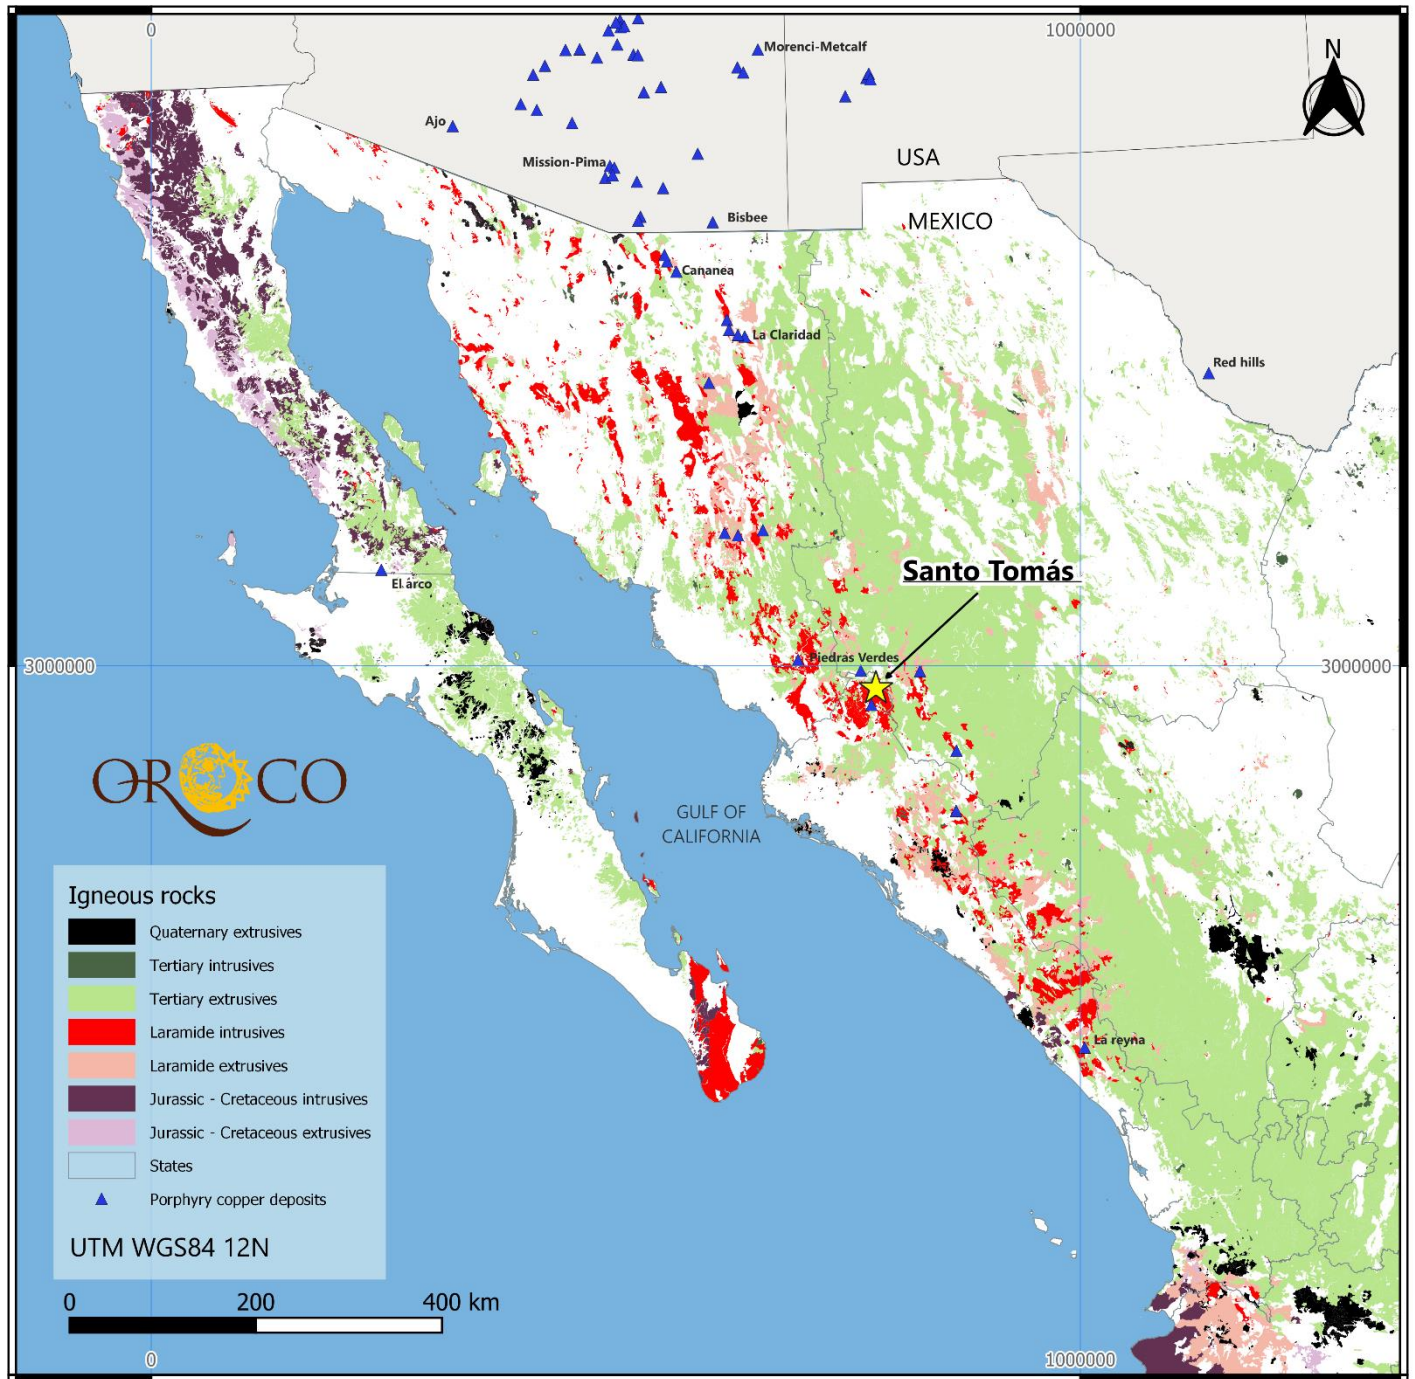 0
1000000
N
Morenci-Metcalf
Ajo
Mission-Pima
USA
Bisbee
MEXICO
Cananea
La Claridad
Red hills
Santo Tomás
El arco
3000000
Piedras Verdes
3000000
OROCO
GULF OF
CALIFORNIA
Igneous rocks
Quaternary extrusives
Tertiary intrusives
Tertiary extrusives
Laramide intrusives
Laramide extrusives
Jurassic - Cretaceous intrusives
Jurassic - Cretaceous extrusives
States
Porphyry copper deposits
UTM WGS84 12N
La reyna
0 200 400 km
0
1000000